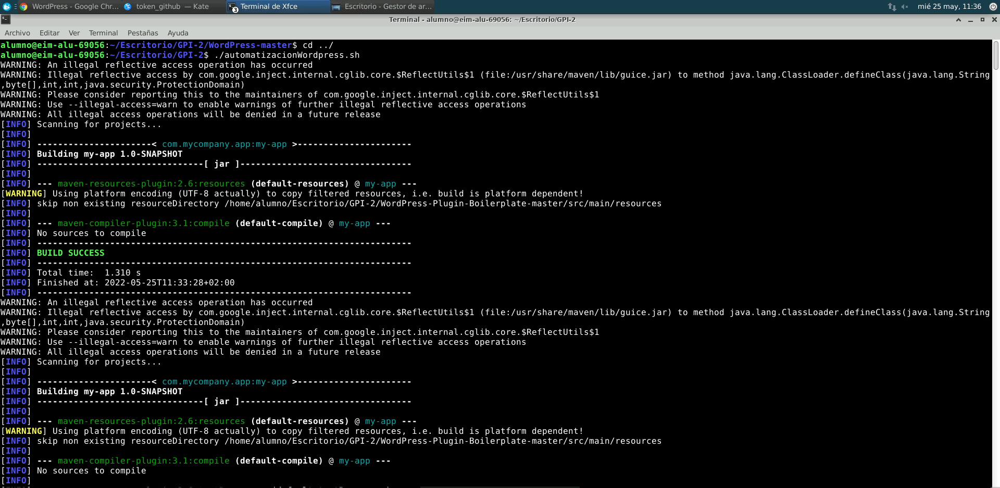 WordPress - Google Chr... token_github — Kate 3 Terminal de Xfce Escritorio - Gestor de ar... mié 25 may, 11:36
Terminal - alumno@eim-alu-69056: ~/Escritorio/GPI-2
Archivo Editar Ver Terminal Pestañas Ayuda
alumno@eim-alu-69056:~/Escritorio/GPI-2/WordPress-master$ cd ../
alumno@eim-alu-69056:~/Escritorio/GPI-2$ ./automatizacionWordpress.sh
WARNING: An illegal reflective access operation has occurred
WARNING: Illegal reflective access by com.google.inject.internal.cglib.core.$ReflectUtils$1 (file:/usr/share/maven/lib/guice.jar) to method java.lang.ClassLoader.defineClass(java.lang.String
,byte[],int,int,java.security.ProtectionDomain)
WARNING: Please consider reporting this to the maintainers of com.google.inject.internal.cglib.core.$ReflectUtils$1
WARNING: Use --illegal-access=warn to enable warnings of further illegal reflective access operations
WARNING: All illegal access operations will be denied in a future release
[INFO] Scanning for projects...
[INFO]
[INFO] ----------------------< com.mycompany.app:my-app >----------------------
[INFO] Building my-app 1.0-SNAPSHOT
[INFO] --------------------------------[ jar ]---------------------------------
[INFO]
[INFO] --- maven-resources-plugin:2.6:resources (default-resources) @ my-app ---
[WARNING] Using platform encoding (UTF-8 actually) to copy filtered resources, i.e. build is platform dependent!
[INFO] skip non existing resourceDirectory /home/alumno/Escritorio/GPI-2/WordPress-Plugin-Boilerplate-master/src/main/resources
[INFO]
[INFO] --- maven-compiler-plugin:3.1:compile (default-compile) @ my-app ---
[INFO] No sources to compile
[INFO] ------------------------------------------------------------------------
[INFO] BUILD SUCCESS
[INFO] ------------------------------------------------------------------------
[INFO] Total time:  1.310 s
[INFO] Finished at: 2022-05-25T11:33:28+02:00
[INFO] ------------------------------------------------------------------------
WARNING: An illegal reflective access operation has occurred
WARNING: Illegal reflective access by com.google.inject.internal.cglib.core.$ReflectUtils$1 (file:/usr/share/maven/lib/guice.jar) to method java.lang.ClassLoader.defineClass(java.lang.String
,byte[],int,int,java.security.ProtectionDomain)
WARNING: Please consider reporting this to the maintainers of com.google.inject.internal.cglib.core.$ReflectUtils$1
WARNING: Use --illegal-access=warn to enable warnings of further illegal reflective access operations
WARNING: All illegal access operations will be denied in a future release
[INFO] Scanning for projects...
[INFO]
[INFO] ----------------------< com.mycompany.app:my-app >----------------------
[INFO] Building my-app 1.0-SNAPSHOT
[INFO] --------------------------------[ jar ]---------------------------------
[INFO]
[INFO] --- maven-resources-plugin:2.6:resources (default-resources) @ my-app ---
[WARNING] Using platform encoding (UTF-8 actually) to copy filtered resources, i.e. build is platform dependent!
[INFO] skip non existing resourceDirectory /home/alumno/Escritorio/GPI-2/WordPress-Plugin-Boilerplate-master/src/main/resources
[INFO]
[INFO] --- maven-compiler-plugin:3.1:compile (default-compile) @ my-app ---
[INFO] No sources to compile
[INFO]